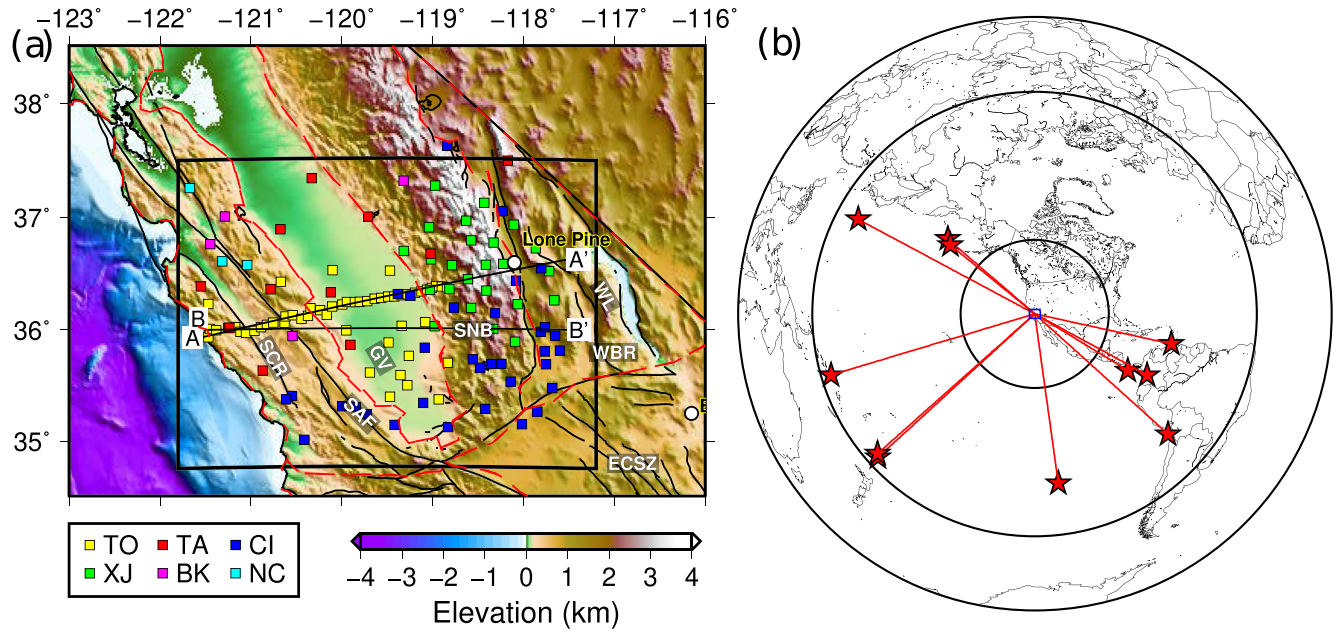 (a)
−123˚ −122˚ −121˚ −120˚ −119˚ −118˚ −117˚ −116˚
38˚
37˚
36˚
35˚
Lone Pine
A'
WL
B
A
SNB
B'
WBR
SCR
GV
SAF
ECSZ
TO TA CI
XJ BK NC
−4 −3 −2 −1 0 1 2 3 4
Elevation (km)
(b)